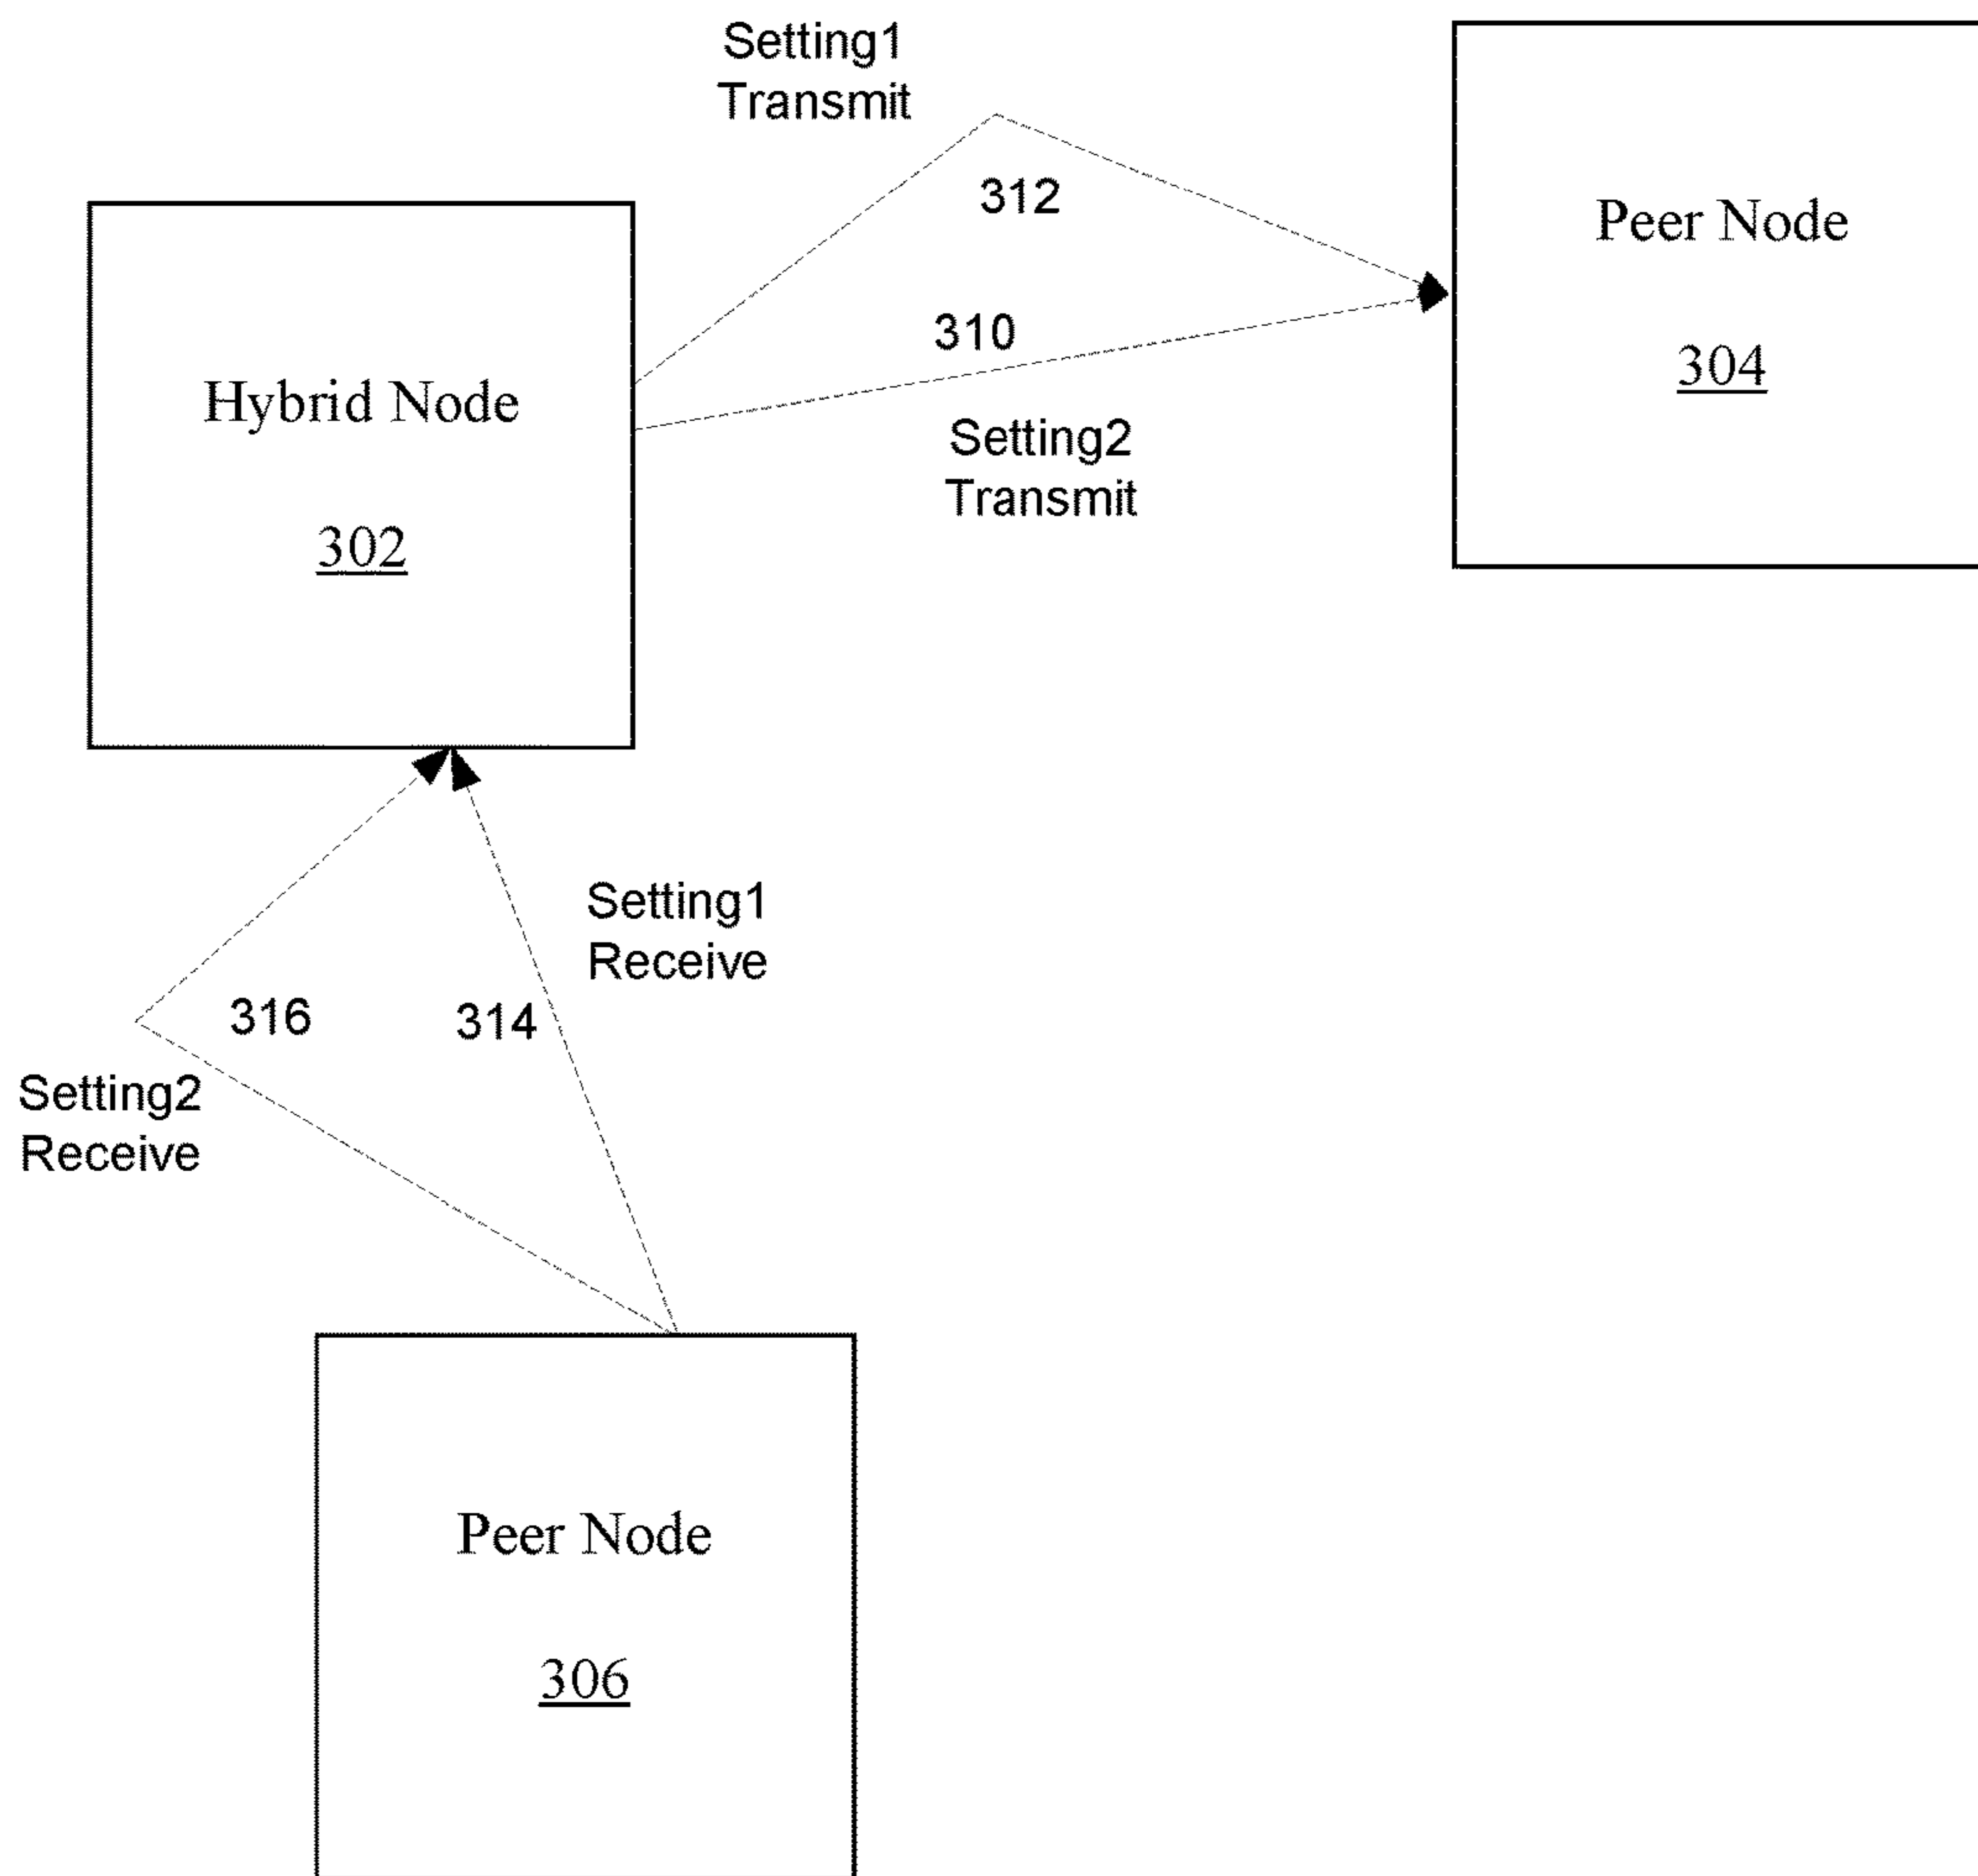 Setting1
Transmit
312
Peer Node
304
310
Hybrid Node
302
Setting2
Transmit
Setting1
Receive
316
314
Setting2
Receive
Peer Node
306